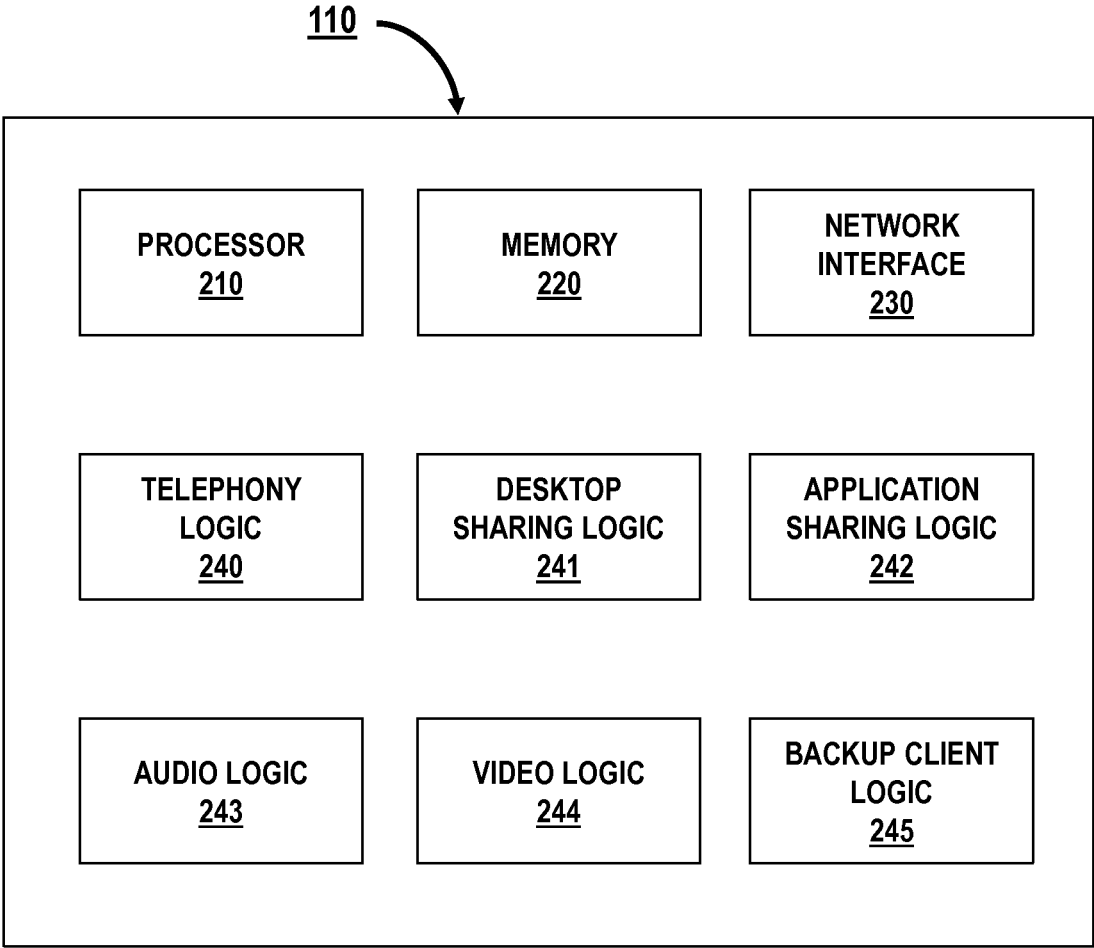 110
PROCESSOR
210
MEMORY
220
NETWORK
INTERFACE
230
TELEPHONY
LOGIC
240
DESKTOP
SHARING LOGIC
241
APPLICATION
SHARING LOGIC
242
AUDIO LOGIC
243
VIDEO LOGIC
244
BACKUP CLIENT
LOGIC
245